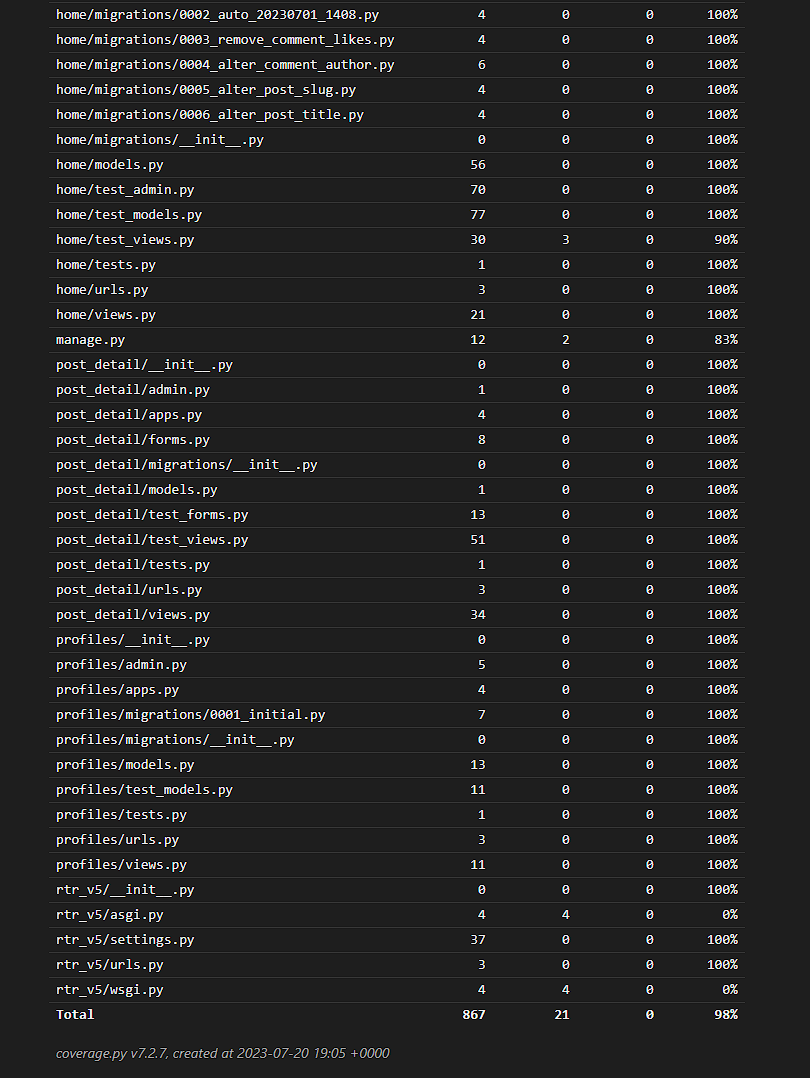 home/migrations/0002_auto_20230701_1408.py 4 0 0 100%
home/migrations/0003_remove_comment_likes.py 4 0 0 100%
home/migrations/0004_alter_comment_author.py 6 0 0 100%
home/migrations/0005_alter_post_slug.py 4 0 0 100%
home/migrations/0006_alter_post_title.py 4 0 0 100%
home/migrations/__init__.py 0 0 0 100%
home/models.py 56 0 0 100%
home/test_admin.py 70 0 0 100%
home/test_models.py 77 0 0 100%
home/test_views.py 30 3 0 90%
home/tests.py 1 0 0 100%
home/urls.py 3 0 0 100%
home/views.py 21 0 0 100%
manage.py 12 2 0 83%
post_detail/__init__.py 0 0 0 100%
post_detail/admin.py 1 0 0 100%
post_detail/apps.py 4 0 0 100%
post_detail/forms.py 8 0 0 100%
post_detail/migrations/__init__.py 0 0 0 100%
post_detail/models.py 1 0 0 100%
post_detail/test_forms.py 13 0 0 100%
post_detail/test_views.py 51 0 0 100%
post_detail/tests.py 1 0 0 100%
post_detail/urls.py 3 0 0 100%
post_detail/views.py 34 0 0 100%
profiles/__init__.py 0 0 0 100%
profiles/admin.py 5 0 0 100%
profiles/apps.py 4 0 0 100%
profiles/migrations/0001_initial.py 7 0 0 100%
profiles/migrations/__init__.py 0 0 0 100%
profiles/models.py 13 0 0 100%
profiles/test_models.py 11 0 0 100%
profiles/tests.py 1 0 0 100%
profiles/urls.py 3 0 0 100%
profiles/views.py 11 0 0 100%
rtr_v5/__init__.py 0 0 0 100%
rtr_v5/asgi.py 4 4 0 0%
rtr_v5/settings.py 37 0 0 100%
rtr_v5/urls.py 3 0 0 100%
rtr_v5/wsgi.py 4 4 0 0%
Total 867 21 0 98%
coverage.py v7.2.7, created at 2023-07-20 19:05 +0000